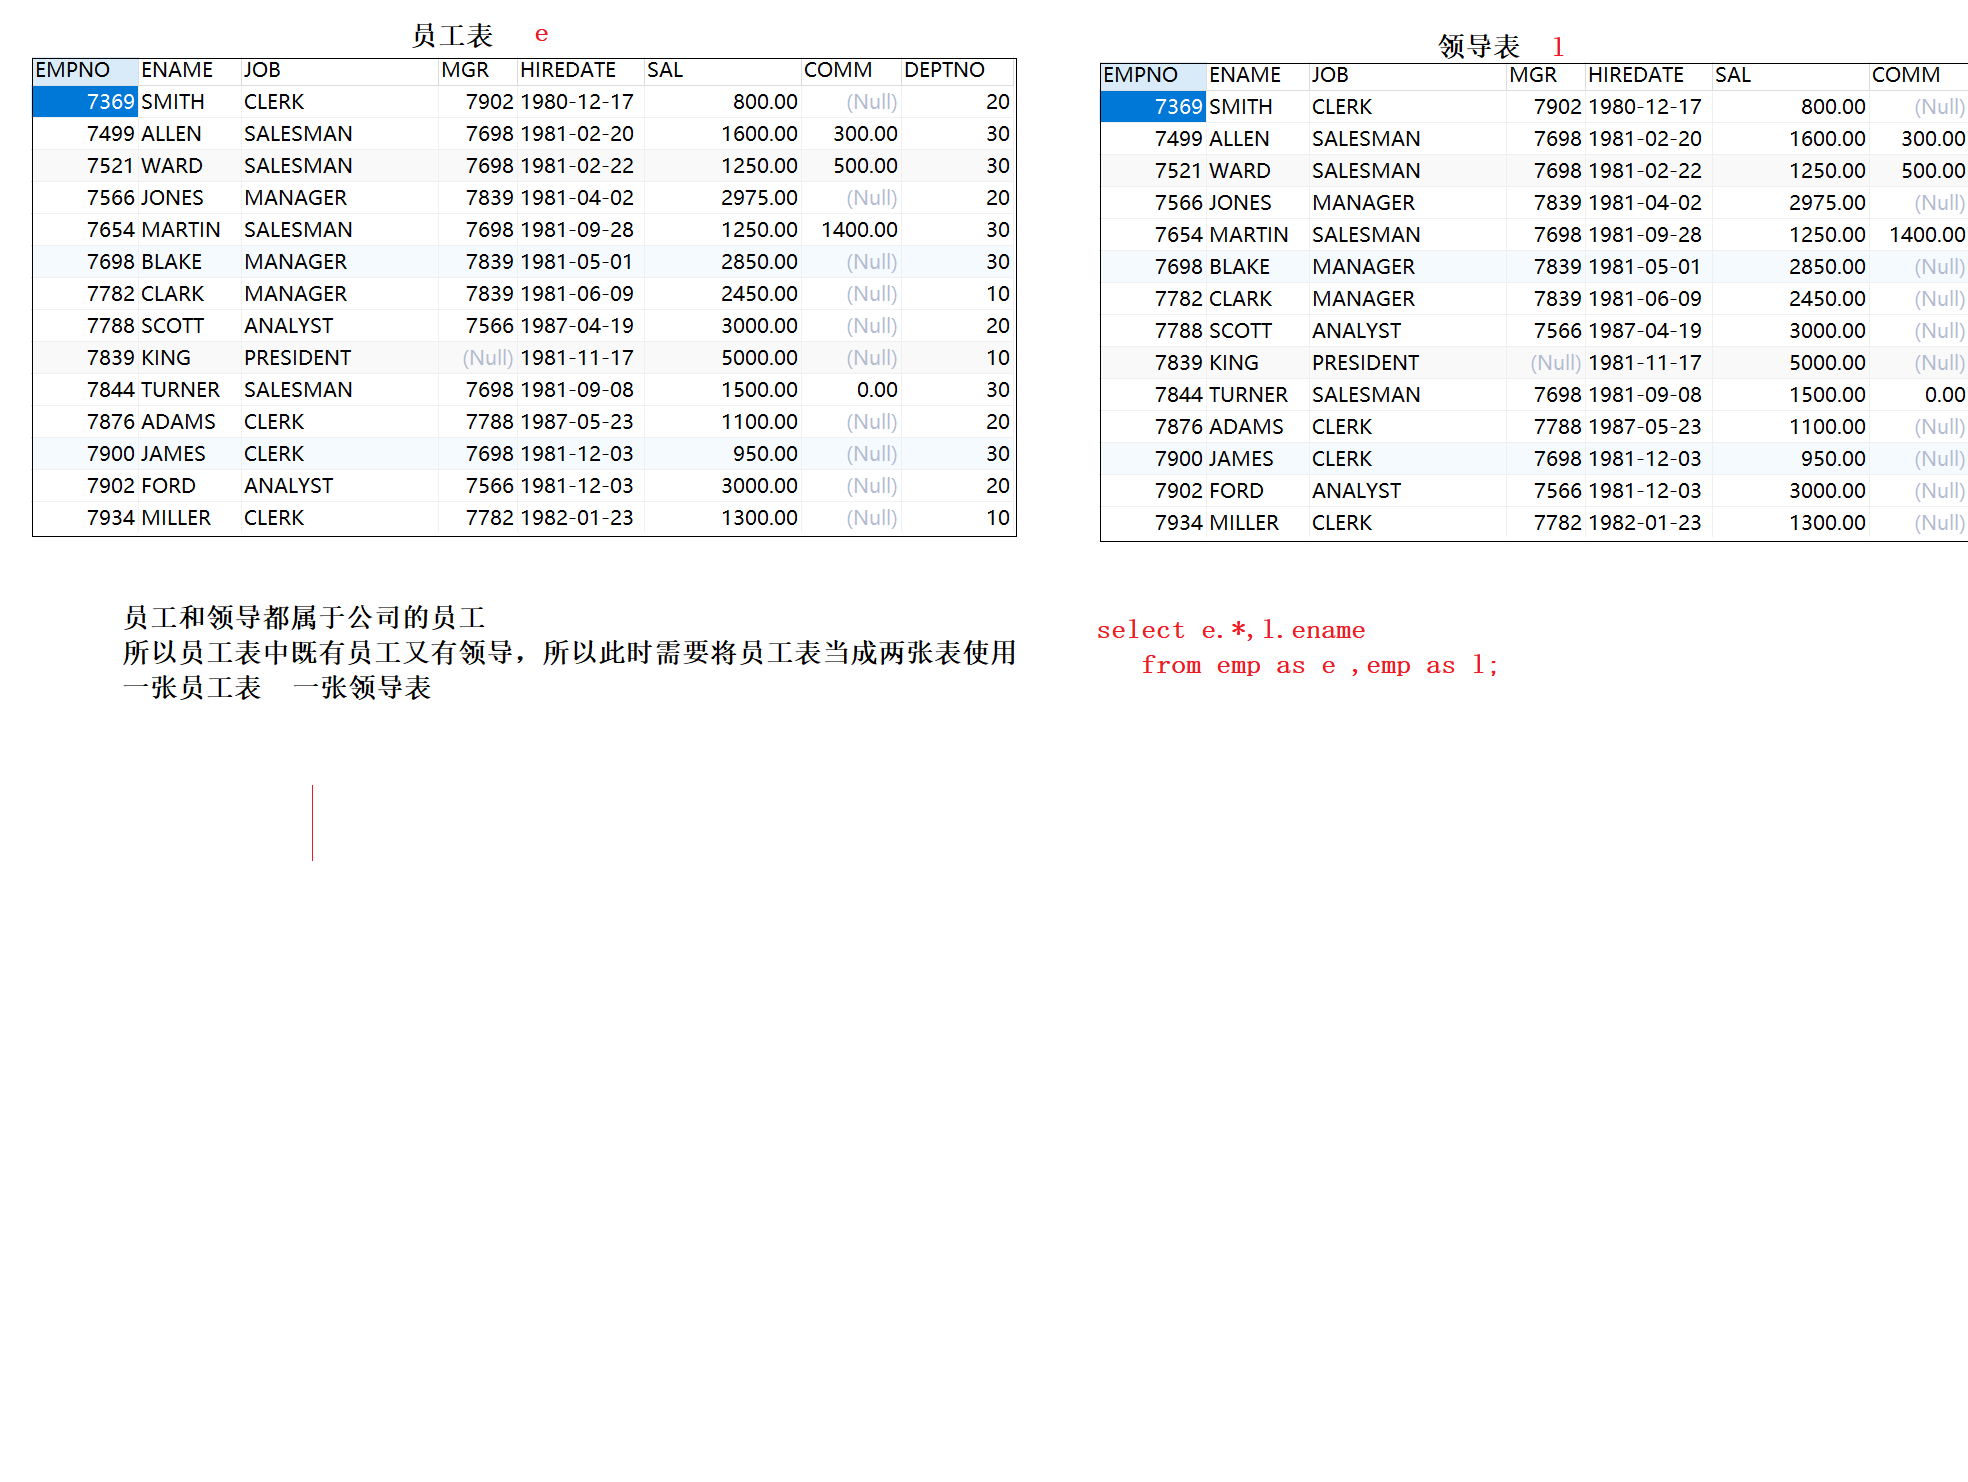 员工表 e
EMPNO ENAME JOB MGR HIREDATE SAL COMM DEPTNO
7369 SMITH CLERK 7902 1980-12-17 800.00 (Null) 20
7499 ALLEN SALESMAN 7698 1981-02-20 1600.00 300.00 30
7521 WARD SALESMAN 7698 1981-02-22 1250.00 500.00 30
7566 JONES MANAGER 7839 1981-04-02 2975.00 (Null) 20
7654 MARTIN SALESMAN 7698 1981-09-28 1250.00 1400.00 30
7698 BLAKE MANAGER 7839 1981-05-01 2850.00 (Null) 30
7782 CLARK MANAGER 7839 1981-06-09 2450.00 (Null) 10
7788 SCOTT ANALYST 7566 1987-04-19 3000.00 (Null) 20
7839 KING PRESIDENT (Null) 1981-11-17 5000.00 (Null) 10
7844 TURNER SALESMAN 7698 1981-09-08 1500.00 0.00 30
7876 ADAMS CLERK 7788 1987-05-23 1100.00 (Null) 20
7900 JAMES CLERK 7698 1981-12-03 950.00 (Null) 30
7902 FORD ANALYST 7566 1981-12-03 3000.00 (Null) 20
7934 MILLER CLERK 7782 1982-01-23 1300.00 (Null) 10
领导表 l
EMPNO ENAME JOB MGR HIREDATE SAL COMM
7369 SMITH CLERK 7902 1980-12-17 800.00 (Null)
7499 ALLEN SALESMAN 7698 1981-02-20 1600.00 300.00
7521 WARD SALESMAN 7698 1981-02-22 1250.00 500.00
7566 JONES MANAGER 7839 1981-04-02 2975.00 (Null)
7654 MARTIN SALESMAN 7698 1981-09-28 1250.00 1400.00
7698 BLAKE MANAGER 7839 1981-05-01 2850.00 (Null)
7782 CLARK MANAGER 7839 1981-06-09 2450.00 (Null)
7788 SCOTT ANALYST 7566 1987-04-19 3000.00 (Null)
7839 KING PRESIDENT (Null) 1981-11-17 5000.00 (Null)
7844 TURNER SALESMAN 7698 1981-09-08 1500.00 0.00
7876 ADAMS CLERK 7788 1987-05-23 1100.00 (Null)
7900 JAMES CLERK 7698 1981-12-03 950.00 (Null)
7902 FORD ANALYST 7566 1981-12-03 3000.00 (Null)
7934 MILLER CLERK 7782 1982-01-23 1300.00 (Null)
员工和领导都属于公司的员工
所以员工表中既有员工又有领导，所以此时需要将员工表当成两张表使用
一张员工表 一张领导表
select e.*,l.ename
from emp as e ,emp as l;